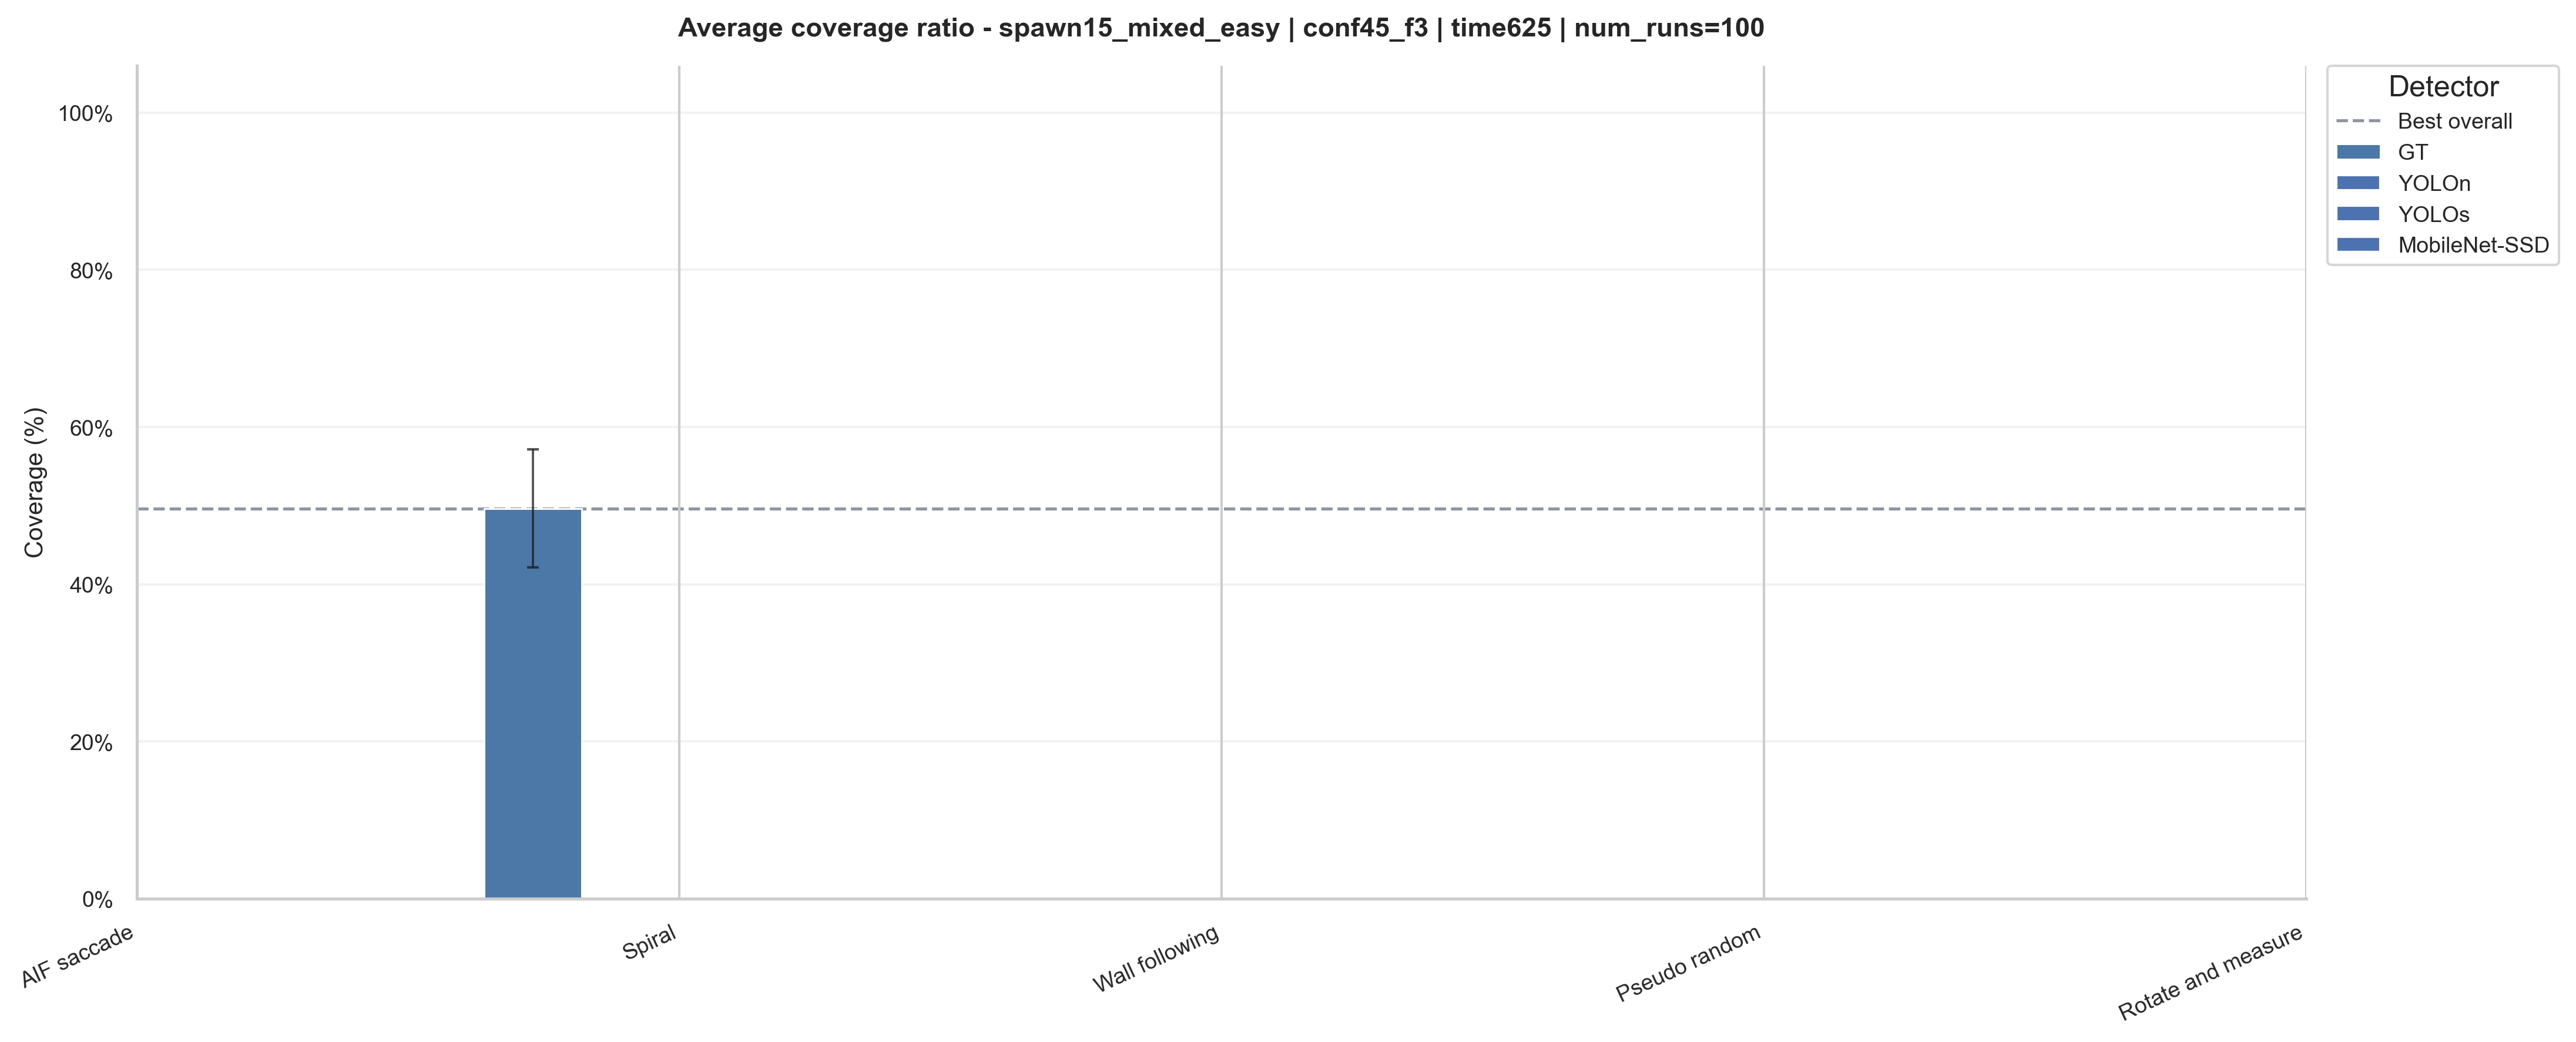 Average coverage ratio - spawn15_mixed_easy | conf45_f3 | time625 | num_runs=100
Detector
Best overall
GT
YOLOn
YOLOs
MobileNet-SSD
Coverage (%)
100%
80%
60%
40%
20%
0%
AIF saccade
Spiral
Wall following
Pseudo random
Rotate and measure